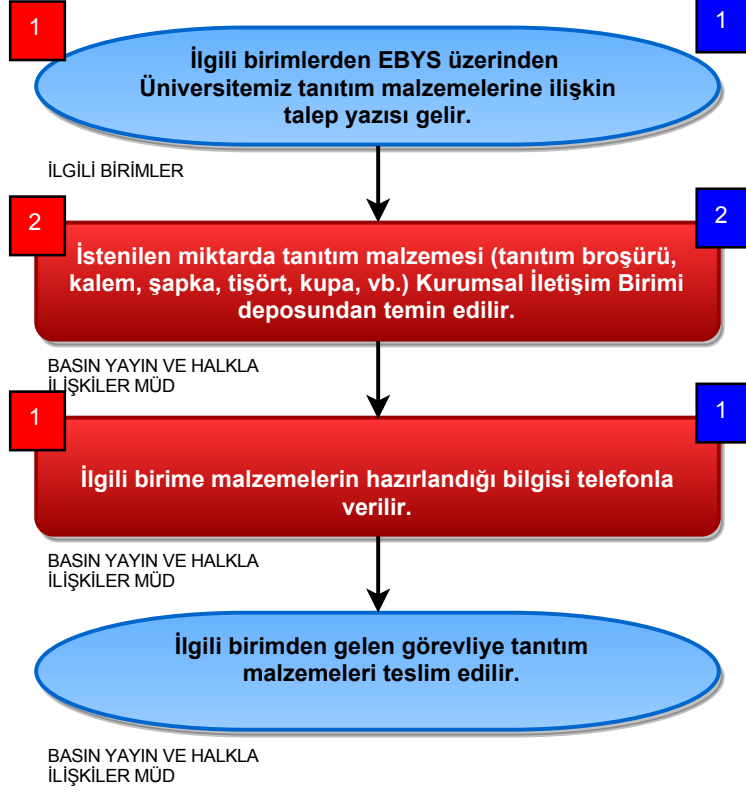 1
1
İlgili birimlerden EBYS üzerinden
Üniversitemiz tanıtım malzemelerine ilişkin
talep yazısı gelir.
İLGİLİ BİRİMLER
2
2
İstenilen miktarda tanıtım malzemesi (tanıtım broşürü,
kalem, şapka, tişört, kupa, vb.) Kurumsal İletişim Birimi
deposundan temin edilir.
BASIN YAYIN VE HALKLA
İLİŞKİLER MÜD
1
1
İlgili birime malzemelerin hazırlandığı bilgisi telefonla
verilir.
BASIN YAYIN VE HALKLA
İLİŞKİLER MÜD
İlgili birimden gelen görevliye tanıtım
malzemeleri teslim edilir.
BASIN YAYIN VE HALKLA
İLİŞKİLER MÜD